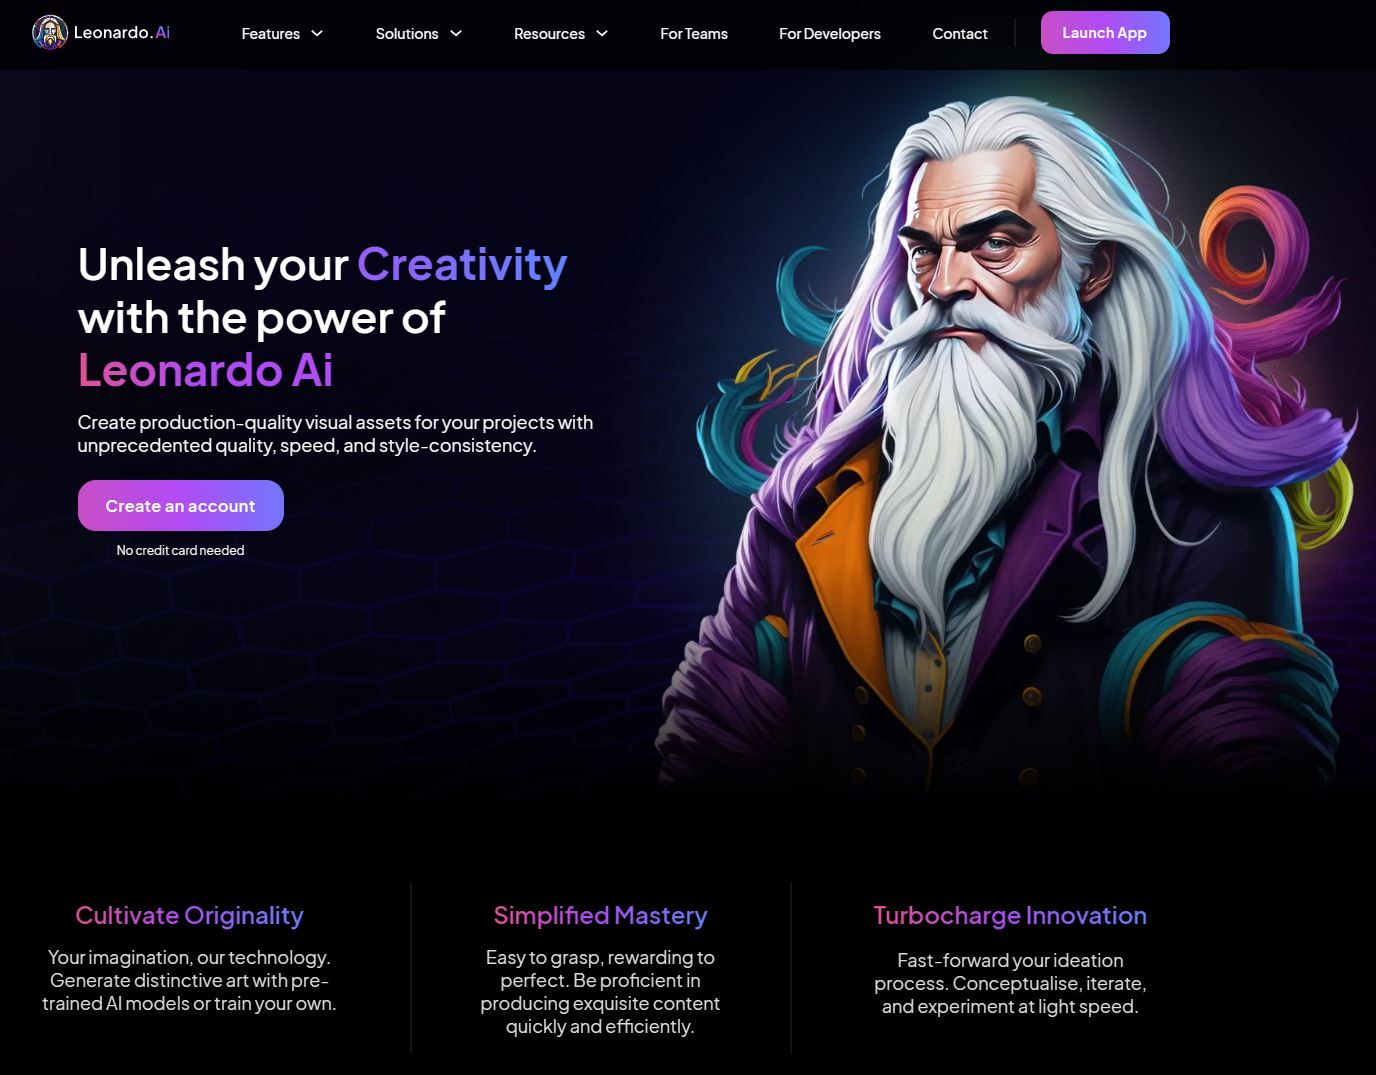 Leonardo.Ai
Features
Solutions
Resources
For Teams
For Developers
Contact
Launch App
Unleash your Creativity
with the power of
Leonardo Ai
Create production-quality visual assets for your projects with
unprecedented quality, speed, and style-consistency.
Create an account
No credit card needed
Cultivate Originality
Your imagination, our technology.
Generate distinctive art with pre-
trained AI models or train your own.
Simplified Mastery
Easy to grasp, rewarding to
perfect. Be proficient in
producing exquisite content
quickly and efficiently.
Turbocharge Innovation
Fast-forward your ideation
process. Conceptualise, iterate,
and experiment at light speed.